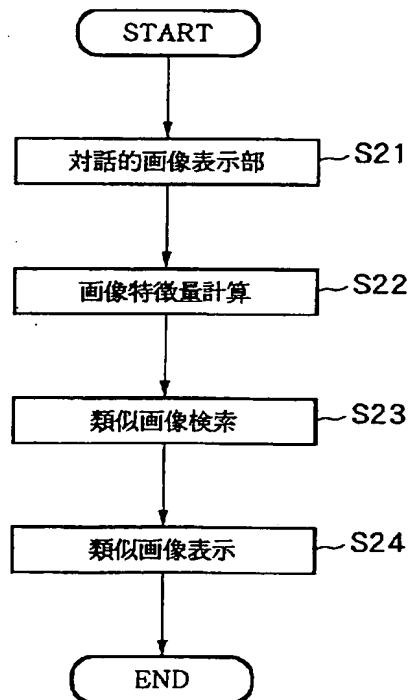 START
対話的画像表示部 S21
画像特徴量計算 S22
類似画像検索 S23
類似画像表示 S24
END